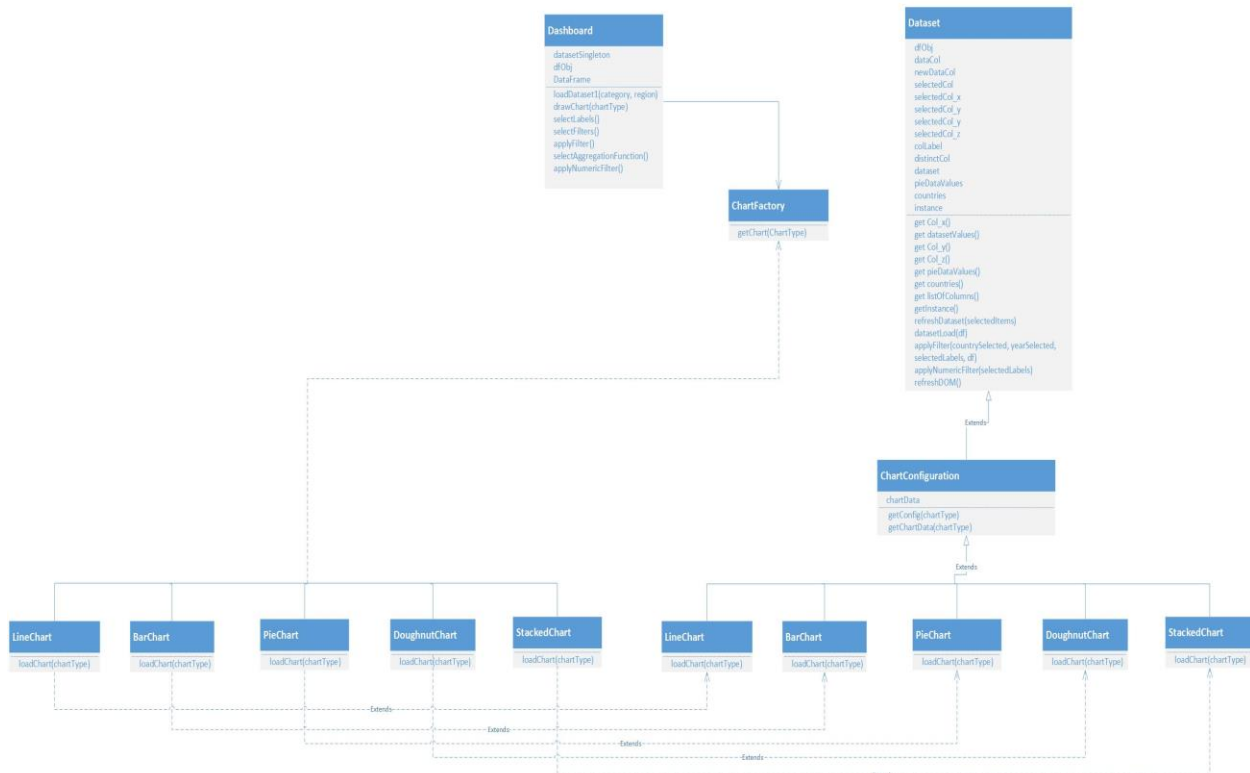 Dashboard
datasetSingleton
dfObj
DataFrame
loadDataset1(category, region)
drawChart(chartType)
selectLabels()
selectFilters()
applyFilter()
selectAggregationFunction()
applyNumericFilter()
Dataset
dfObj
dataCol
newDataCol
selectedCol
selectedCol_x
selectedCol_y
selectedCol_y
selectedCol_z
colLabel
distinctCol
dataset
pieDataValues
countries
instance
get Col_x()
get datasetValues()
get Col_y()
get Col_z()
get pieDataValues()
get countries()
get listOfColumns()
getInstance()
refreshDataset(selectedItems)
datasetLoad(df)
applyFilter(countrySelected, yearSelected,
selectedLabels, df)
applyNumericFilter(selectedLabels)
refreshDOM()
ChartFactory
getChart(ChartType)
Extends
ChartConfiguration
chartData
getConfig(chartType)
getChartData(chartType)
Extends
LineChart
loadChart(chartType)
BarChart
loadChart(chartType)
PieChart
loadChart(chartType)
DoughnutChart
loadChart(chartType)
StackedChart
loadChart(chartType)
LineChart
loadChart(chartType)
BarChart
loadChart(chartType)
PieChart
loadChart(chartType)
DoughnutChart
loadChart(chartType)
StackedChart
loadChart(chartType)
Extends
Extends
Extends
Extends